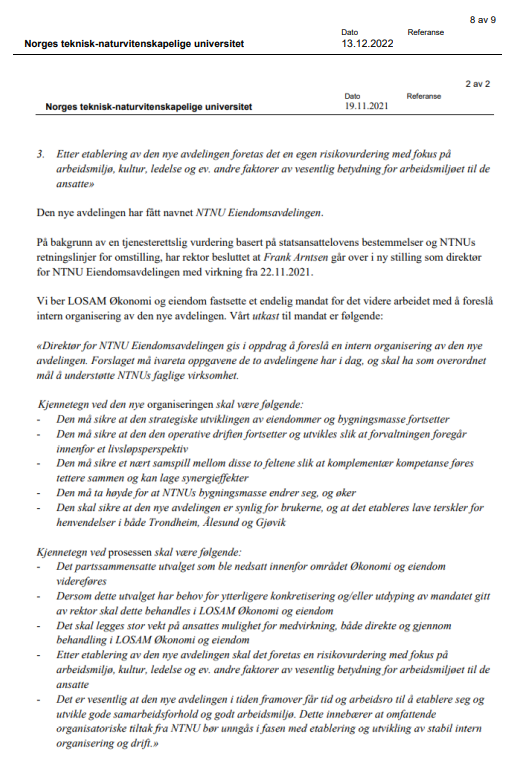 8 av 9
Dato Referanse
Norges teknisk-naturvitenskapelige universitet 13.12.2022
2 av 2
Dato Referanse
Norges teknisk-naturvitenskapelige universitet 19.11.2021
3. Etter etablering av den nye avdelingen foretas det en egen risikovurdering med fokus på
arbeidsmiljø, kultur, ledelse og ev. andre faktorer av vesentlig betydning for arbeidsmiljøet til de
ansatte»
Den nye avdelingen har fått navnet NTNU Eiendomsavdelingen.
På bakgrunn av en tjenesterettslig vurdering basert på statsansattelovens bestemmelser og NTNUs
retningslinjer for omstilling, har rektor besluttet at Frank Arntsen går over i ny stilling som direktør
for NTNU Eiendomsavdelingen med virkning fra 22.11.2021.
Vi ber LOSAM Økonomi og eiendom fastsette et endelig mandat for det videre arbeidet med å foreslå
intern organisering av den nye avdelingen. Vårt utkast til mandat er følgende:
«Direktør for NTNU Eiendomsavdelingen gis i oppdrag å foreslå en intern organisering av den nye
avdelingen. Forslaget må ivareta oppgavene de to avdelingene har i dag, og skal ha som overordnet
mål å understøtte NTNUs faglige virksomhet.
Kjennetegn ved den nye organiseringen skal være følgende:
- Den må sikre at den strategiske utviklingen av eiendommer og bygningsmasse fortsetter
- Den må sikre at den den operative driften fortsetter og utvikles slik at forvaltningen foregår
innenfor et livsløpsperspektiv
- Den må sikre et nært samspill mellom disse to feltene slik at komplementær kompetanse føres
tettere sammen og kan lage synergieffekter
- Den må ta høyde for at NTNUs bygningsmasse endrer seg, og øker
- Den skal sikre at den nye avdelingen er synlig for brukerne, og at det etableres lave terskler for
henvendelser i både Trondheim, Ålesund og Gjøvik
Kjennetegn ved prosessen skal være følgende:
- Det partssammensatte utvalget som ble nedsatt innenfor området Økonomi og eiendom
videreføres
- Dersom dette utvalget har behov for ytterligere konkretisering og/eller utdyping av mandatet gitt
av rektor skal dette behandles i LOSAM Økonomi og eiendom
- Det skal legges stor vekt på ansattes mulighet for medvirkning, både direkte og gjennom
behandling i LOSAM Økonomi og eiendom
- Etter etablering av den nye avdelingen skal det foretas en risikovurdering med fokus på
arbeidsmiljø, kultur, ledelse og ev. andre faktorer av vesentlig betydning for arbeidsmiljøet til de
ansatte
- Det er vesentlig at den nye avdelingen i tiden framover får tid og arbeidsro til å etablere seg og
utvikle gode samarbeidsforhold og godt arbeidsmiljø. Dette innebærer at omfattende
organisatoriske tiltak fra NTNU bør unngås i fasen med etablering og utvikling av stabil intern
organisering og drift.»